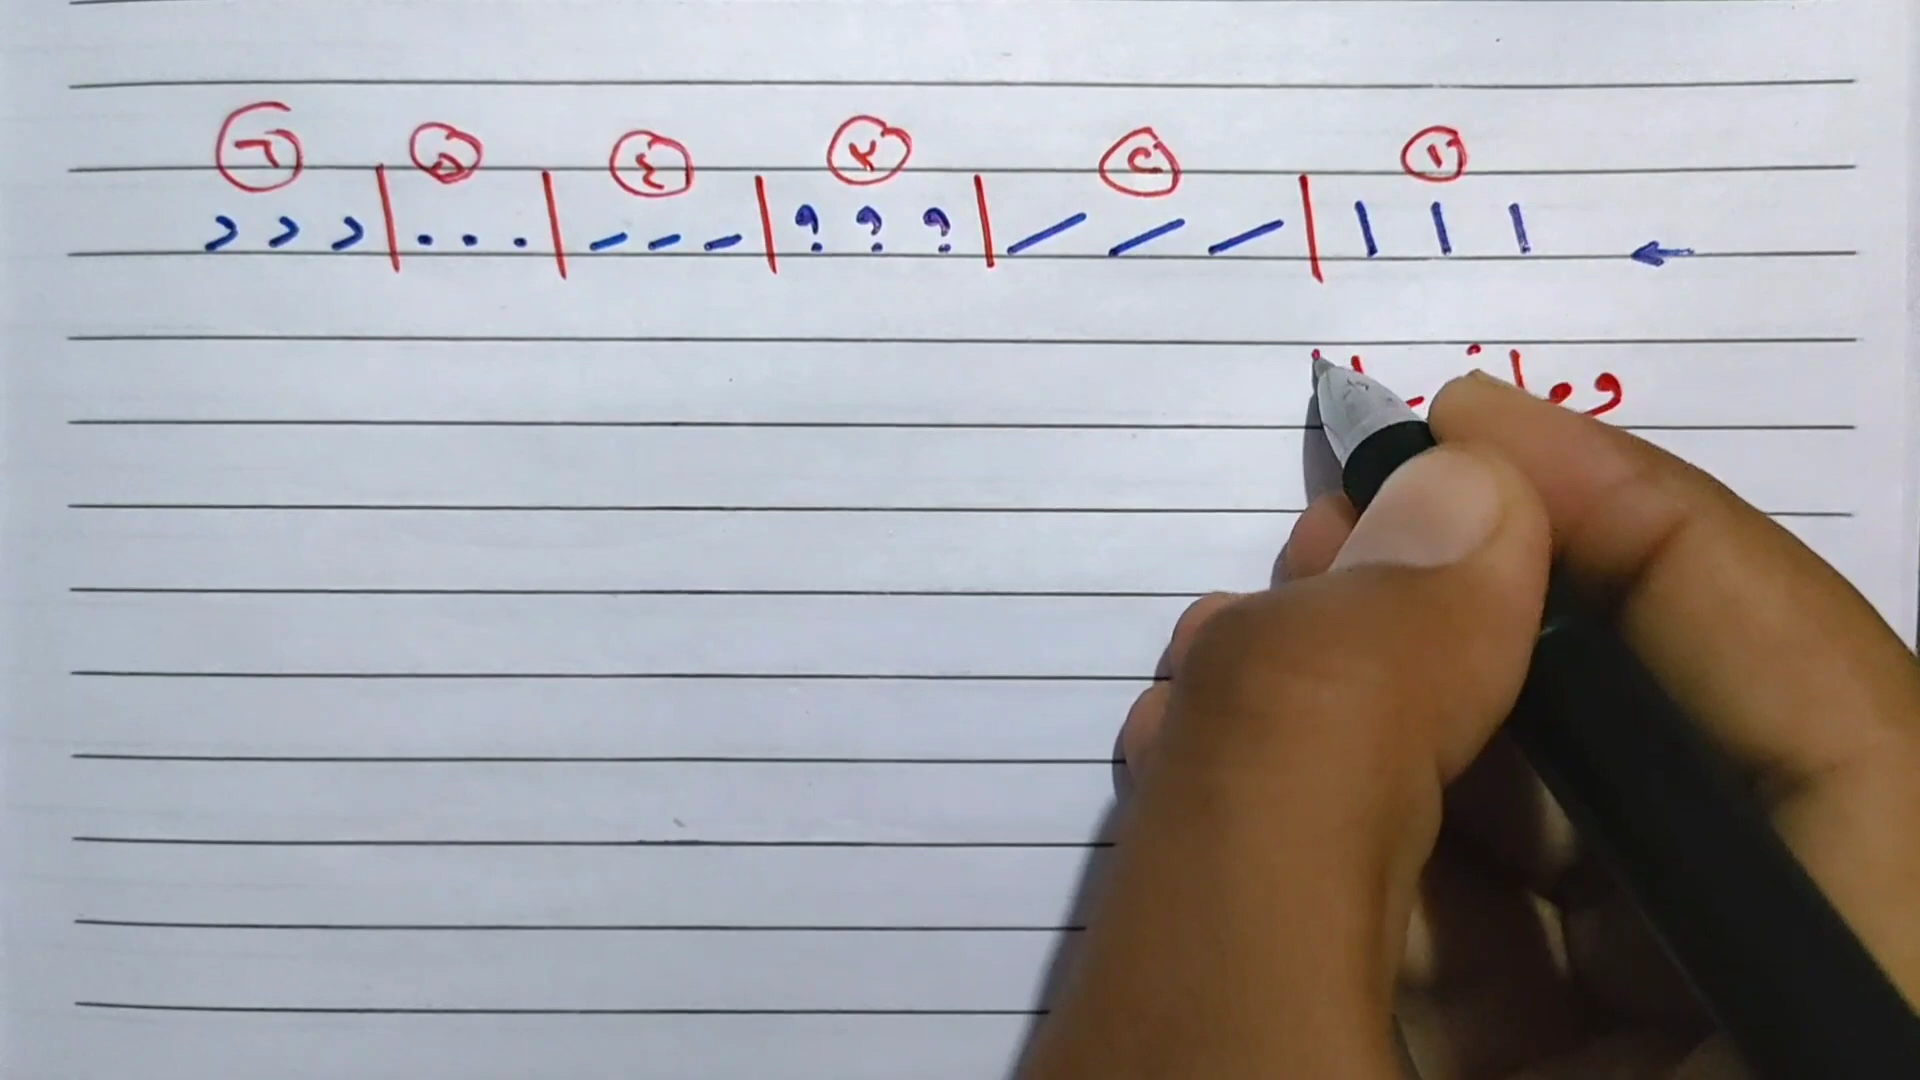 ١ ٢ ٣ ٤ ٥ ٦
| | | | / / / | ؟ ؟ ؟ | - - - | . . . | > > >